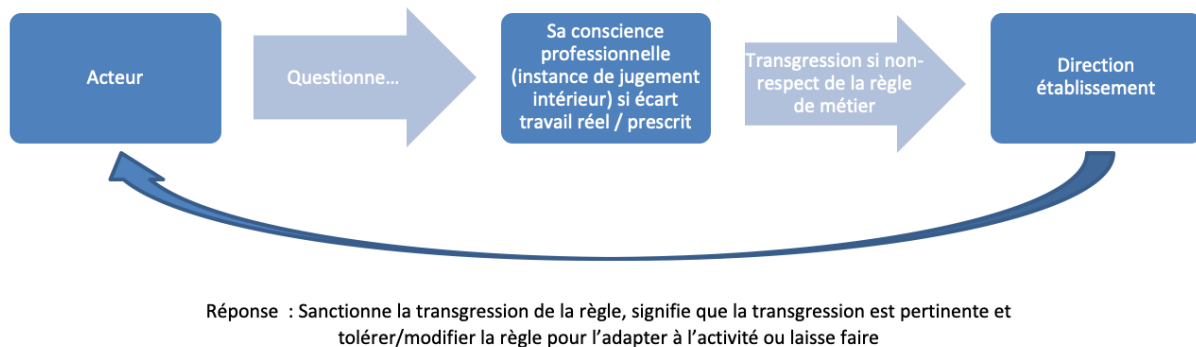 Acteur
Questionne…
Sa conscience
professionnelle
(instance de jugement
intérieur) si écart
travail réel / prescrit
Transgression si non-
respect de la règle
de métier
Direction
établissement
Réponse : Sanctionne la transgression de la règle, signifie que la transgression est pertinente et
tolérer/modifier la règle pour l’adapter à l’activité ou laisse faire